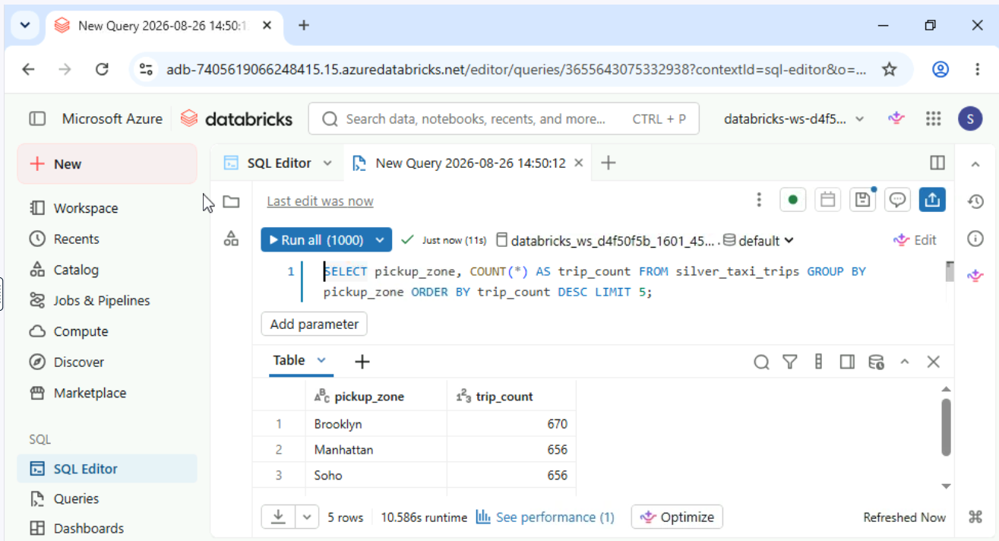 New Query 2026-08-26 14:50:1
adb-7405619066248415.15.azuredatabricks.net/editor/queries/3655643075332938?contextId=sql-editor&o=...
Microsoft Azure databricks Search data, notebooks, recents, and more... CTRL + P databricks-ws-d4f5... S
New
Workspace
Recents
Catalog
Jobs & Pipelines
Compute
Discover
Marketplace
SQL
SQL Editor
Queries
Dashboards
SQL Editor New Query 2026-08-26 14:50:12
Last edit was now
Run all (1000) Just now (11s) databricks_ws_d4f50f5b_1601_45... . default Edit
1 SELECT pickup_zone, COUNT(*) AS trip_count FROM silver_taxi_trips GROUP BY
pickup_zone ORDER BY trip_count DESC LIMIT 5;
Add parameter
Table
ABC pickup_zone 123 trip_count
1 Brooklyn 670
2 Manhattan 656
3 Soho 656
5 rows 10.586s runtime See performance (1) Optimize Refreshed Now